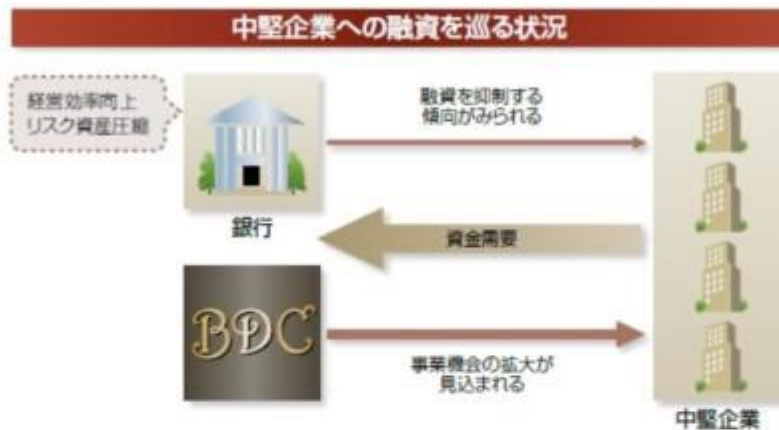 中堅企業への融資を巡る状況
経営効率向上
リスク資産圧縮
融資を抑制する
傾向がみられる
銀行
資金需要
BDC
事業機会の拡大が
見込まれる
中堅企業